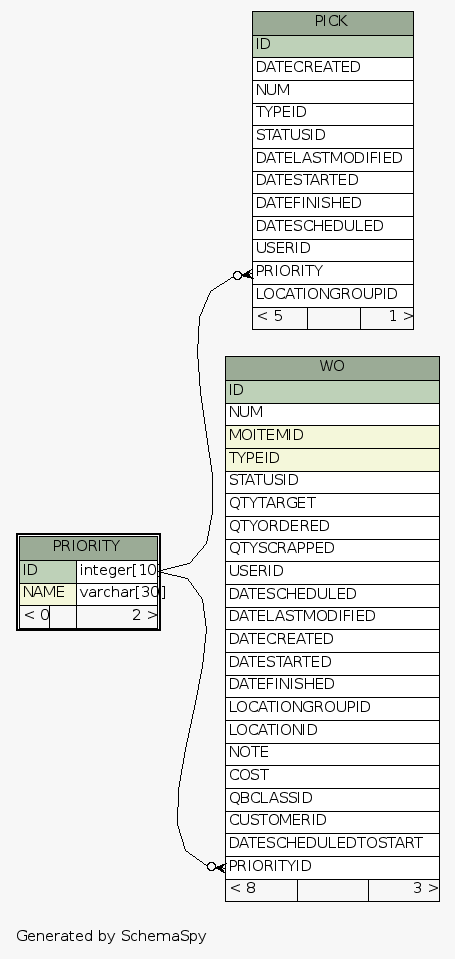 PICK
ID
DATECREATED
NUM
TYPEID
STATUSID
DATELASTMODIFIED
DATESTARTED
DATEFINISHED
DATESCHEDULED
USERID
PRIORITY
LOCATIONGROUPID
< 5 1 >
WO
ID
NUM
MOITEMID
TYPEID
STATUSID
QTYTARGET
QTYORDERED
QTYSCRAPPED
USERID
DATESCHEDULED
DATELASTMODIFIED
DATECREATED
DATESTARTED
DATEFINISHED
LOCATIONGROUPID
LOCATIONID
NOTE
COST
QBCLASSID
CUSTOMERID
DATESCHEDULEDTOSTART
PRIORITYID
< 8 3 >
PRIORITY
ID integer[10]
NAME varchar[30]
< 0 2 >
Generated by SchemaSpy